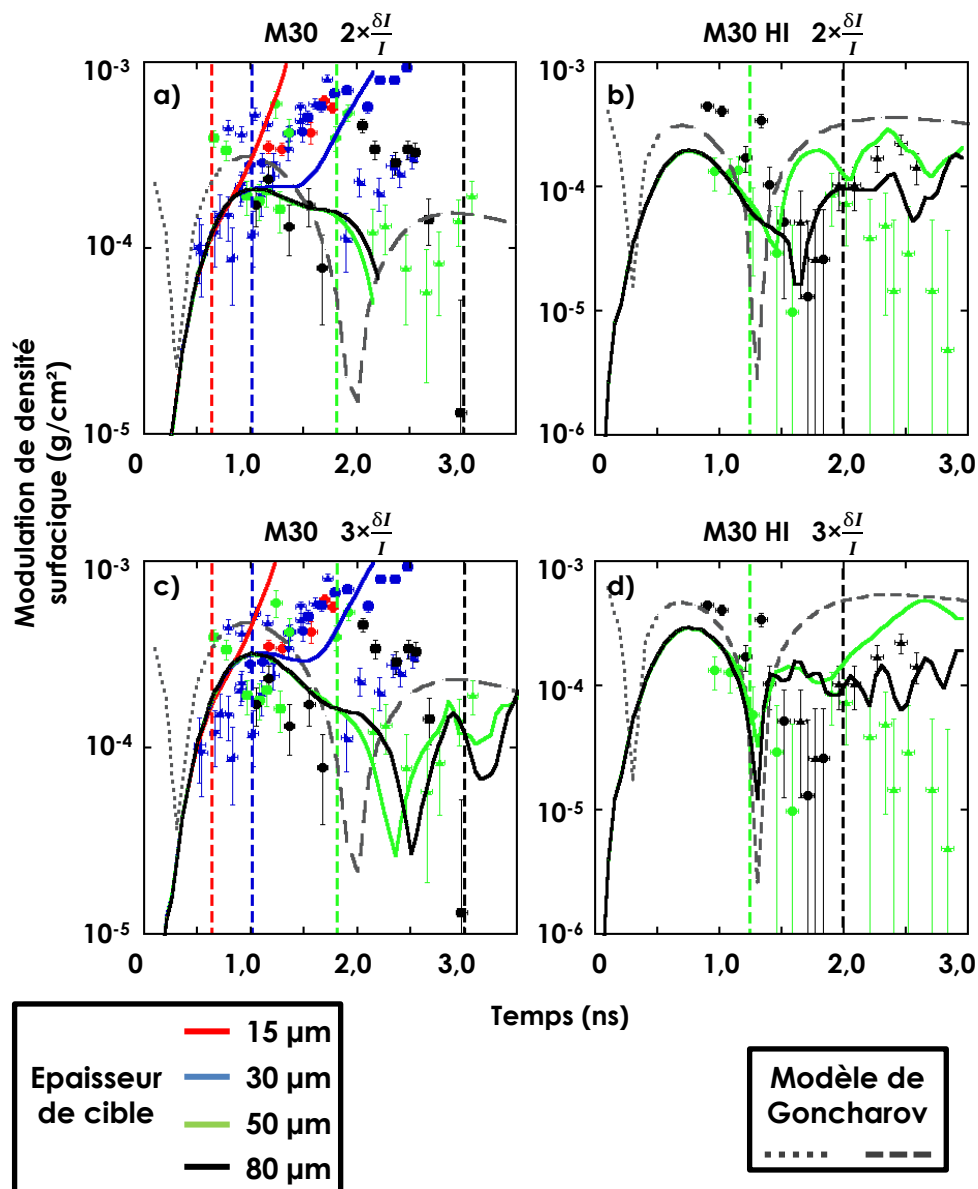 M30 2×δI/I
M30 HI 2×δI/I
a)
b)
10-3
10-4
10-5
0 1,0 2,0 3,0
10-3
10-4
10-5
10-6
0 1,0 2,0 3,0
Modulation de densité
surfacique (g/cm²)
M30 3×δI/I
M30 HI 3×δI/I
c)
d)
10-3
10-4
10-5
0 1,0 2,0 3,0
10-3
10-4
10-5
10-6
0 1,0 2,0 3,0
Temps (ns)
Epaisseur
de cible
15 µm
30 µm
50 µm
80 µm
Modèle de
Goncharov